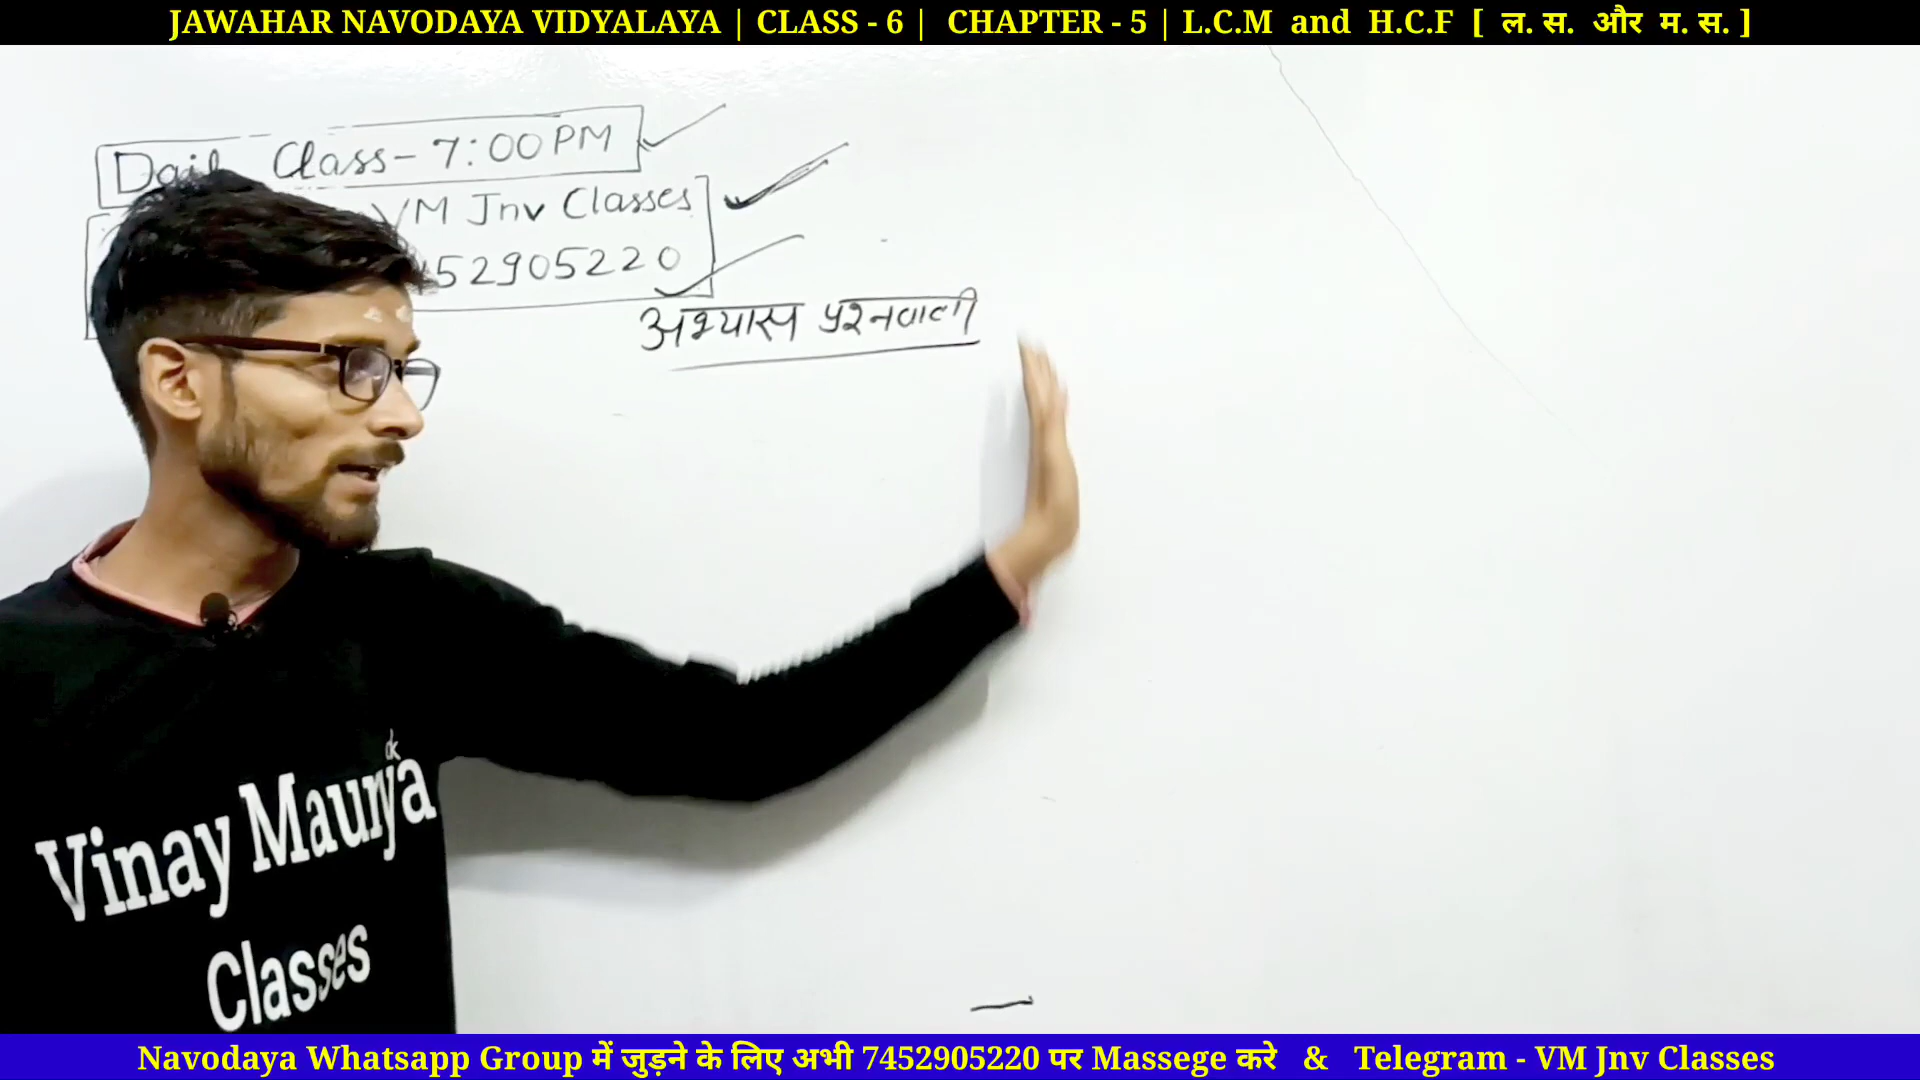 JAWAHAR NAVODAYA VIDYALAYA | CLASS - 6 | CHAPTER - 5 | L.C.M and H.C.F [ ल. स. और म. स. ]
Class - 7:00 PM
VM Jnv Classes
52905220
अभ्यास प्रश्नवाली
Vinay Maurya
Classes
Navodaya Whatsapp Group में जुड़ने के लिए अभी 7452905220 पर Massege करे & Telegram - VM Jnv Classes